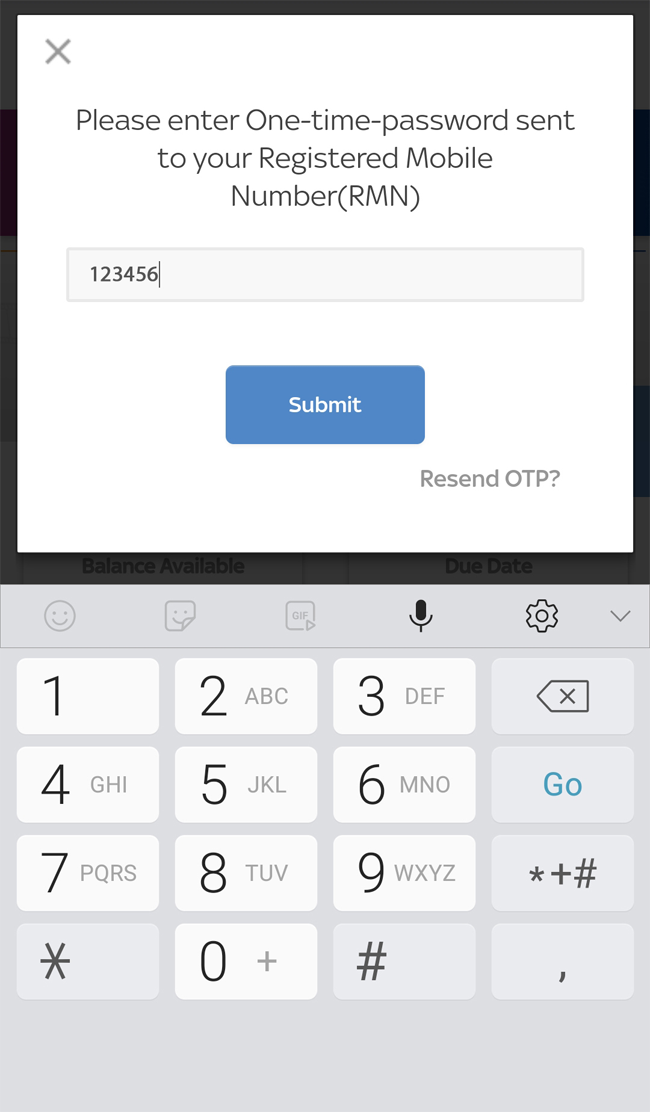 Please enter One-time-password sent
to your Registered Mobile
Number(RMN)
123456
Submit
Resend OTP?
Balance Available Due Date
GIF
1 2 ABC 3 DEF
4 GHI 5 JKL 6 MNO Go
7 PQRS 8 TUV 9 WXYZ *+#
* 0 + # ,